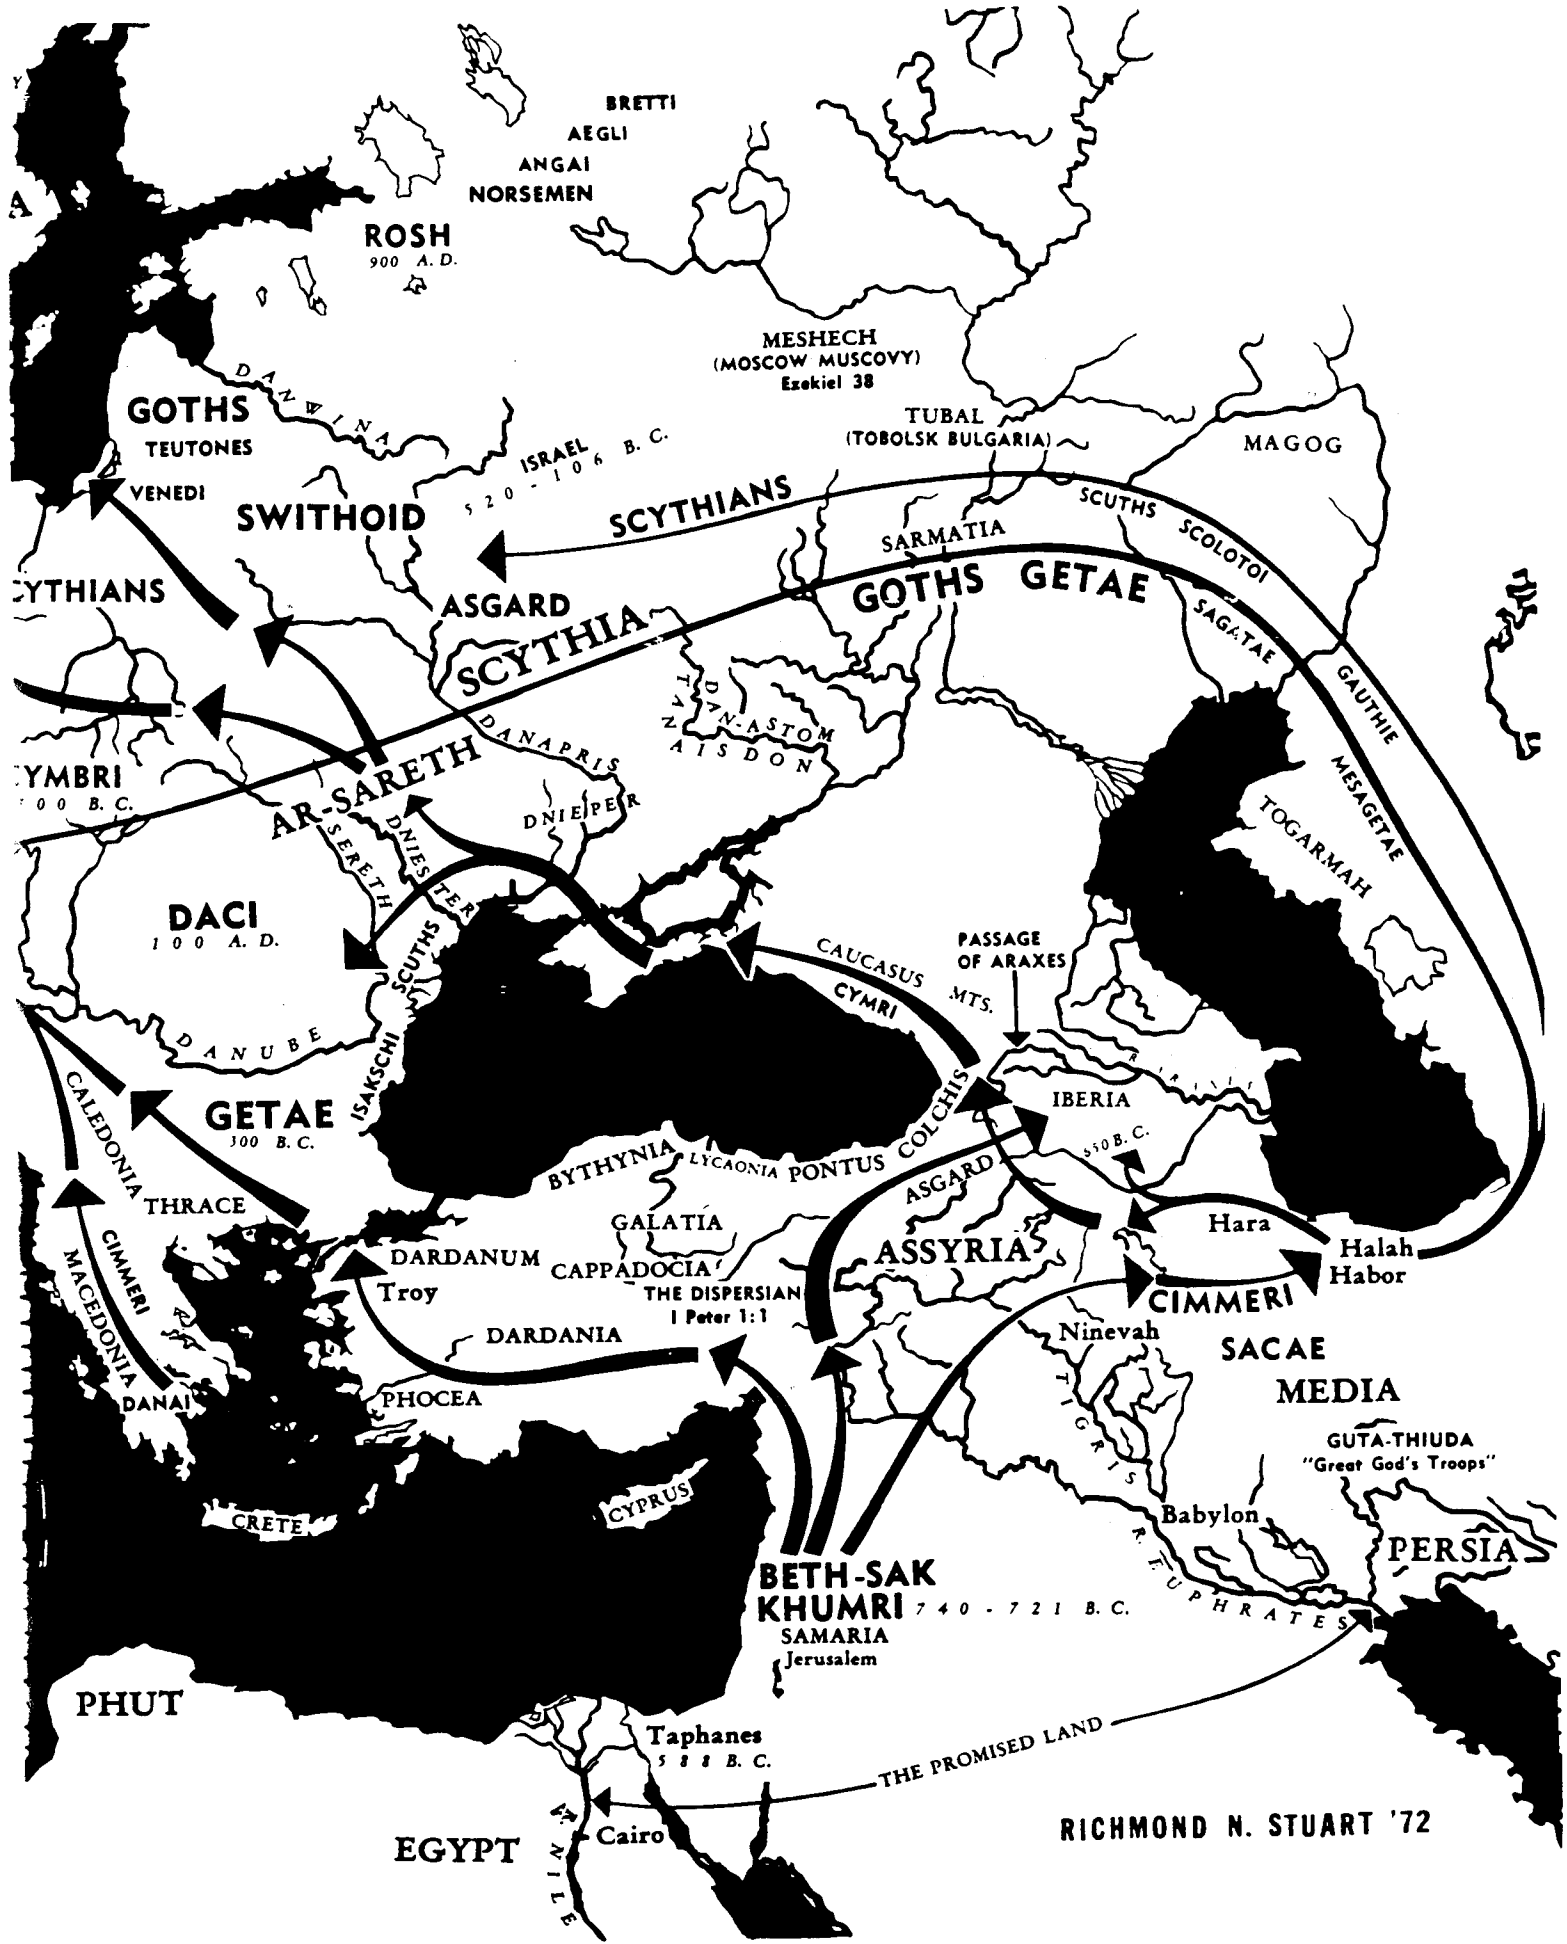 Y
BRETTI
AEGLI
ANGAI
NORSEMEN
A
ROSH
900 A.D.
MESHECH
(MOSCOW MUSCOVY)
Ezekiel 38
DANWINA
GOTHS
TEUTONES
VENEDI
TUBAL
(TOBOLSK BULGARIA)
MAGOG
ISRAEL
520-106 B.C.
SWITHOID
SCYTHIANS
SCUTHS
SCOLOTOI
SARMATIA
GOTHS GETAE
SAGATAE
GAUTHIE
MESAGETAE
CYTHIANS
ASGARD
SCYTHIA
TANAISDON
DAN-ASTOM
DANAPRIS
YMBRI
00 B.C.
AR-SARETH
DNIEPER
SERETH
DNIESTER
TOGARMAH
DACI
100 A.D.
SCUTHS
CAUCASUS MTS.
CYMRI
PASSAGE
OF ARAXES
DANUBE
ISAKSCHI
CALEDONIA
GETAE
300 B.C.
COLCHIS
IBERIA
550 B.C.
BYTHYNIA
LYCAONIA
PONTUS
ASGARD
THRACE
GALATIA
Hara
CIMMERI
MACEDONIA
DARDANUM
Troy
CAPPADOCIA
ASSYRIA
Halah
Habor
THE DISPERSIAN
I Peter 1:1
CIMMERI
Ninevah
SACAE
DARDANIA
MEDIA
DANAI
PHOCEA
TIGRIS
GUTA-THIUDA
"Great God's Troops"
CRETE
CYPRUS
Babylon
PERSIA
R. EUPHRATES
BETH-SAK
KHUMRI 740-721 B.C.
SAMARIA
Jerusalem
PHUT
Taphanes
588 B.C.
THE PROMISED LAND
RICHMOND N. STUART '72
EGYPT
Cairo
R. NILE